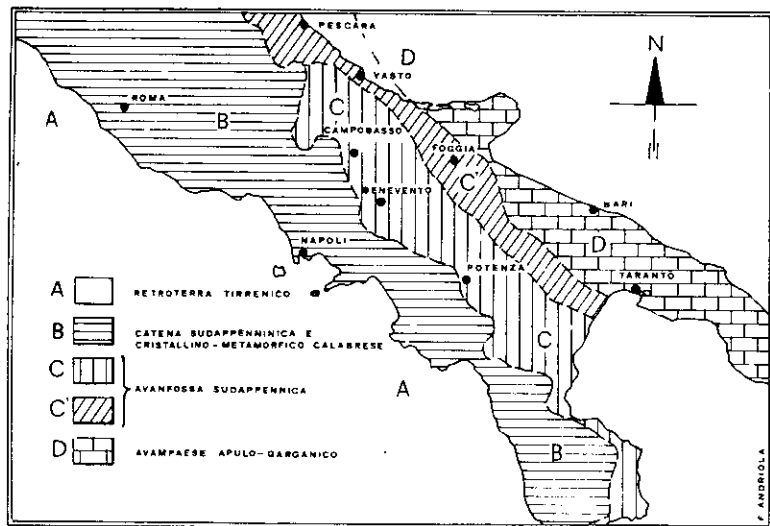 PESCARA
D
N
VASTO
ROMA
A
B
C
CAMPOBASSO
FOGGIA
C'
BENEVENTO
BARI
D
NAPOLI
POTENZA
TARANTO
A RETROTERRA TIRRENICO
B CATENA SUDAPPENNINICA E
CRISTALLINO-METAMORFICO CALABRESE
C
AVANFOSSA SUDAPPENNICA
C'
D AVAMPAESE APULO-GARGANICO
C
A
B
F. ANDRIOLA